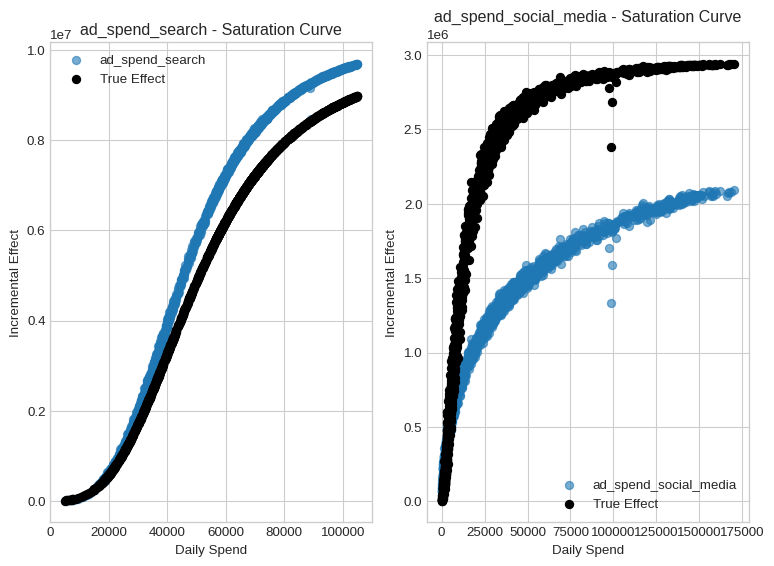 ad_spend_search - Saturation Curve
1e7
ad_spend_search
True Effect
1.0
0.8
0.6
0.4
0.2
0.0
Incremental Effect
0 20000 40000 60000 80000 100000
Daily Spend
ad_spend_social_media - Saturation Curve
1e6
3.0
2.5
2.0
1.5
1.0
0.5
0.0
Incremental Effect
ad_spend_social_media
True Effect
0 25000 50000 75000 100000 125000 150000 175000
Daily Spend